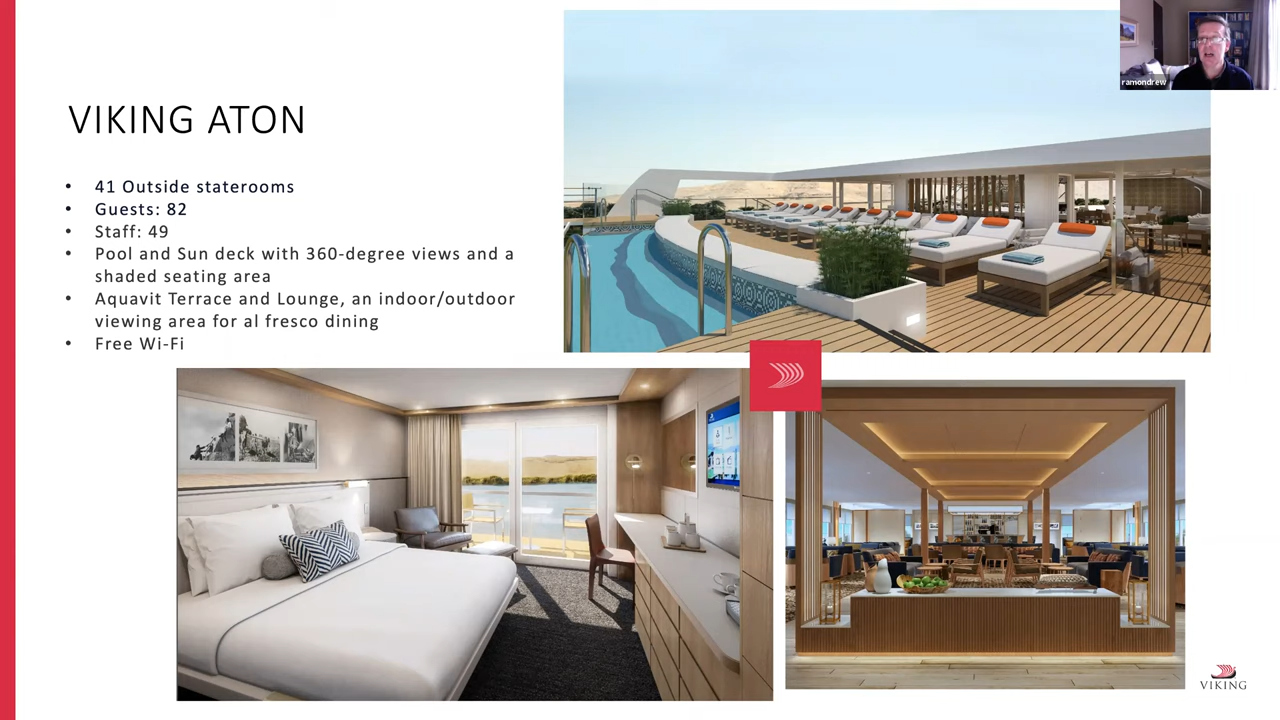 ramondrew
VIKING ATON
• 41 Outside staterooms
• Guests: 82
• Staff: 49
• Pool and Sun deck with 360-degree views and a
shaded seating area
• Aquavit Terrace and Lounge, an indoor/outdoor
viewing area for al fresco dining
• Free Wi-Fi
VIKING